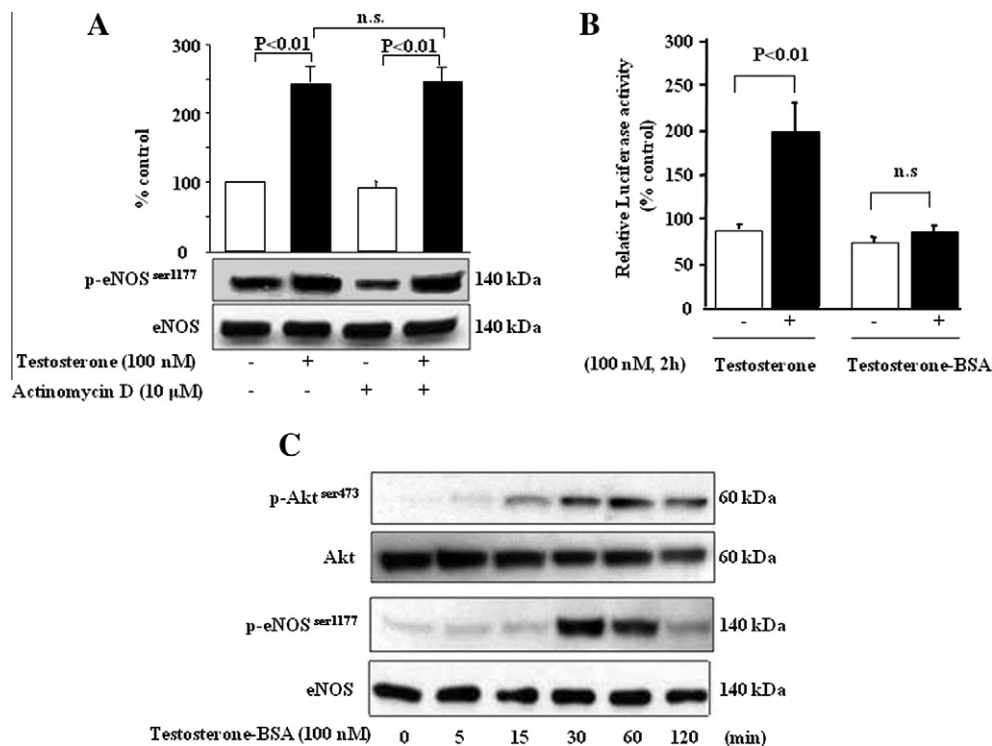 A
n.s.
P<0.01
P<0.01
300
200
100
0
% control
p-eNOS ser1177
140 kDa
eNOS
140 kDa
Testosterone (100 nM)
- + - +
Actinomycin D (10 μM)
- - + +
B
300
250
200
150
100
50
0
Relative Luciferase activity
(% control)
P<0.01
n.s
- + - +
(100 nM, 2h)
Testosterone
Testosterone-BSA
C
p-Akt ser473
60 kDa
Akt
60 kDa
p-eNOS ser1177
140 kDa
eNOS
140 kDa
Testosterone-BSA (100 nM)
0 5 15 30 60 120 (min)